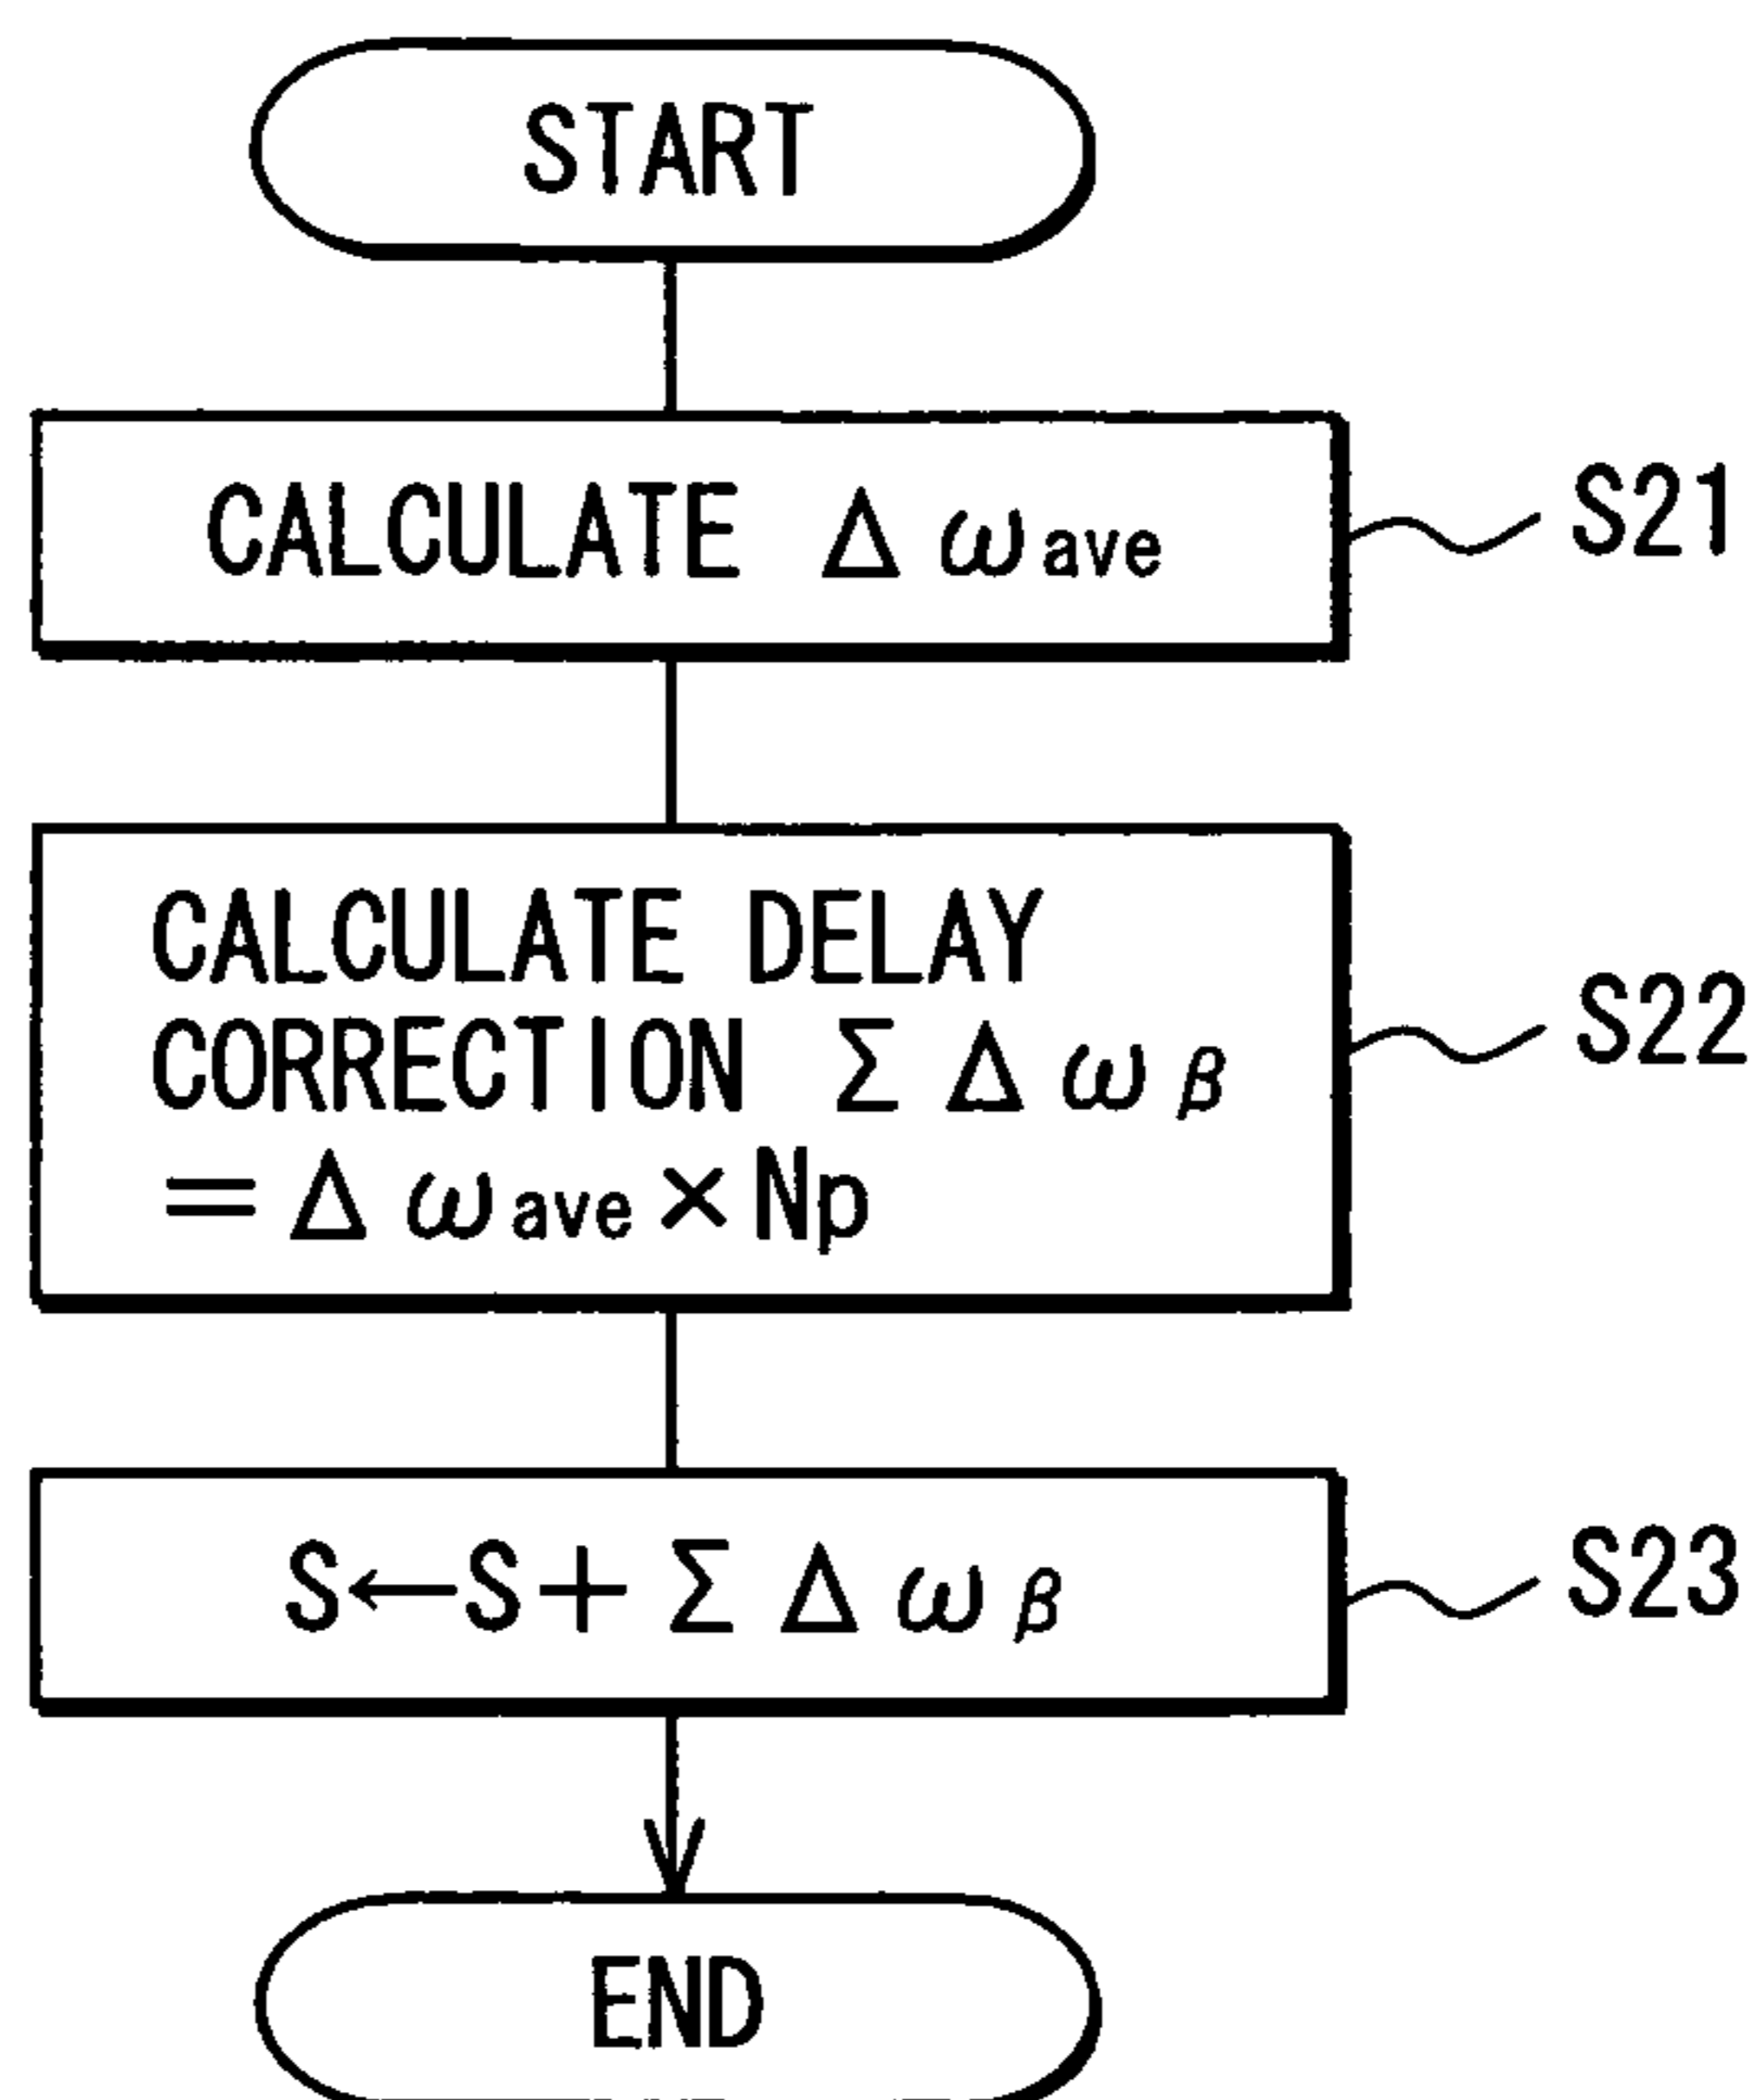 START
CALCULATE Δωave
S21
CALCULATE DELAY
CORRECTION ΣΔωβ
=Δωave×Np
S22
S←S+ΣΔωβ
S23
END